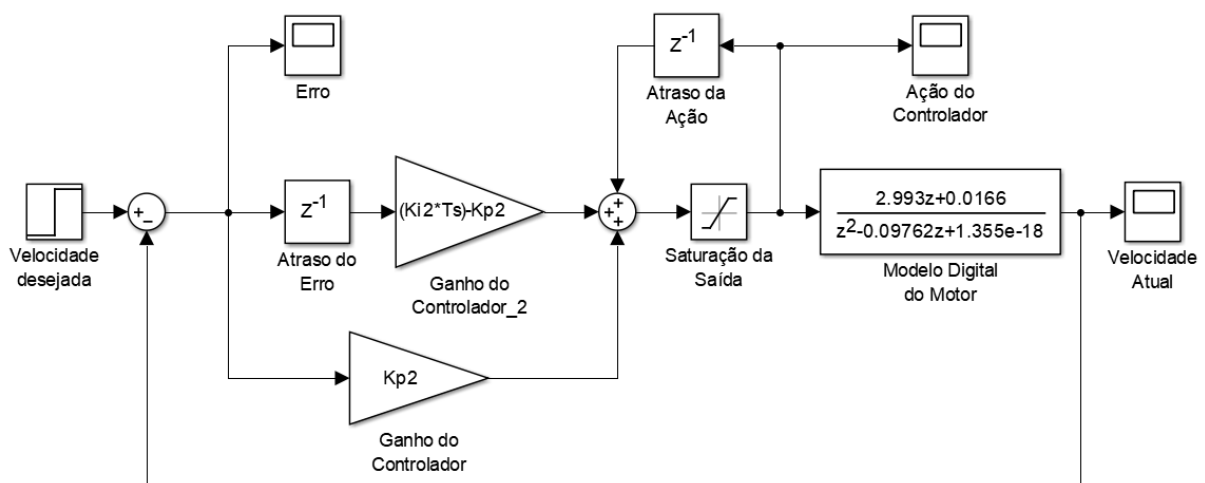 Erro
z-1
Atraso da
Ação
Ação do
Controlador
Velocidade
desejada
+
−
z-1
Atraso do
Erro
(Ki2*Ts)-Kp2
Ganho do
Controlador_2
+
+
+
Saturação da
Saída
2.993z+0.0166
z2-0.09762z+1.355e-18
Modelo Digital
do Motor
Velocidade
Atual
Kp2
Ganho do
Controlador